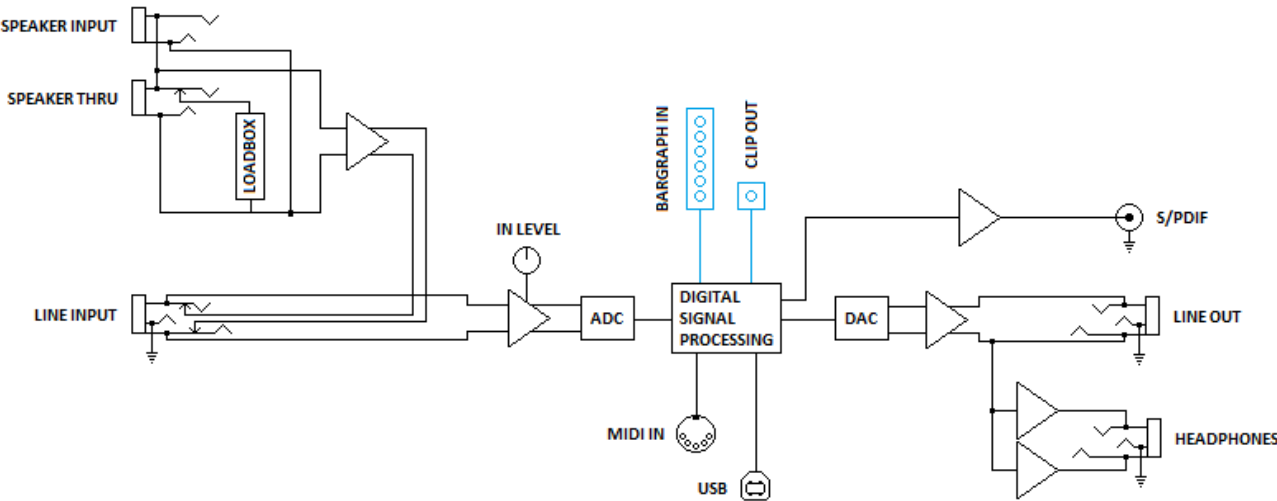 SPEAKER INPUT
SPEAKER THRU
LOADBOX
BARGRAPH IN
CLIP OUT
S/PDIF
IN LEVEL
LINE INPUT
ADC
DIGITAL
SIGNAL
PROCESSING
DAC
LINE OUT
MIDI IN
HEADPHONES
USB